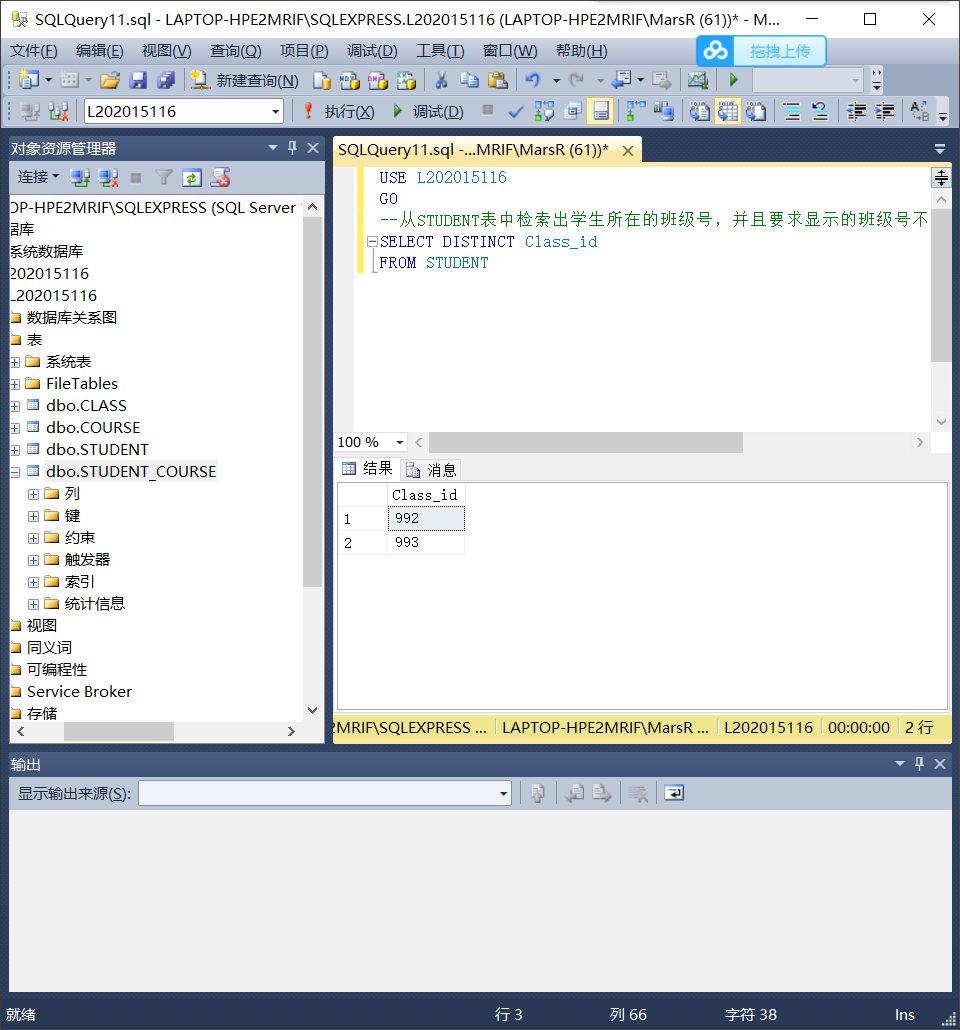 SQLQuery11.sql - LAPTOP-HPE2MRIF\SQLEXPRESS.L202015116 (LAPTOP-HPE2MRIF\MarsR (61))* - M...
文件(F) 编辑(E) 视图(V) 查询(Q) 项目(P) 调试(D) 工具(T) 窗口(W) 帮助(H)
拖拽上传
新建查询(N)
L202015116 执行(X) 调试(D)
对象资源管理器
连接
OP-HPE2MRIF\SQLEXPRESS (SQL Server
据库
系统数据库
202015116
L202015116
数据库关系图
表
系统表
FileTables
dbo.CLASS
dbo.COURSE
dbo.STUDENT
dbo.STUDENT_COURSE
列
键
约束
触发器
索引
统计信息
视图
同义词
可编程性
Service Broker
存储
SQLQuery11.sql -...MRIF\MarsR (61))*
USE L202015116
GO
--从STUDENT表中检索出学生所在的班级号，并且要求显示的班级号不
SELECT DISTINCT Class_id
FROM STUDENT
100 %
结果 消息
Class_id
1 992
2 993
2MRIF\SQLEXPRESS ... LAPTOP-HPE2MRIF\MarsR ... L202015116 00:00:00 2 行
输出
显示输出来源(S):
就绪 行 3 列 66 字符 38 Ins